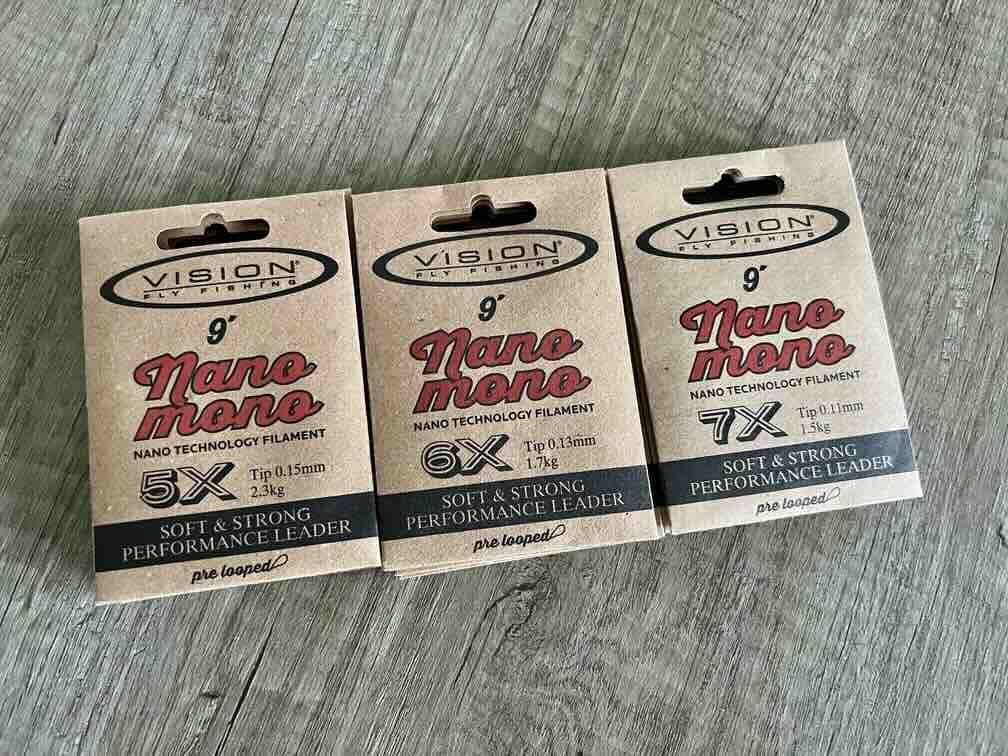 VISION®
FLY FISHING
9'
Nano
mono
NANO TECHNOLOGY FILAMENT
5X
Tip 0.15mm
2.3kg
SOFT & STRONG
PERFORMANCE LEADER
pre looped
VISION®
FLY FISHING
9'
Nano
mono
NANO TECHNOLOGY FILAMENT
6X
Tip 0.13mm
1.7kg
SOFT & STRONG
PERFORMANCE LEADER
pre looped
VISION®
FLY FISHING
9'
Nano
mono
NANO TECHNOLOGY FILAMENT
7X
Tip 0.11mm
1.5kg
SOFT & STRONG
PERFORMANCE LEADER
pre looped